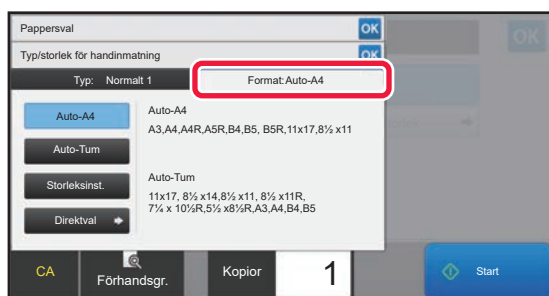 Pappersval
OK
Typ/storlek för handinmatning
OK
Typ: Normalt 1
Format:Auto-A4
Auto-A4
Auto-A4
A3,A4,A4R,A5R,B4,B5, B5R,11x17,8½ x11
Auto-Tum
Storleksinst.
Auto-Tum
11x17, 8½ x14,8½ x11, 8½ x11R,
7¼ x 10½R,5½ x8½R,A3,A4,B4,B5
Direktval
OK
CA
Förhandsgr.
Kopior
1
Start